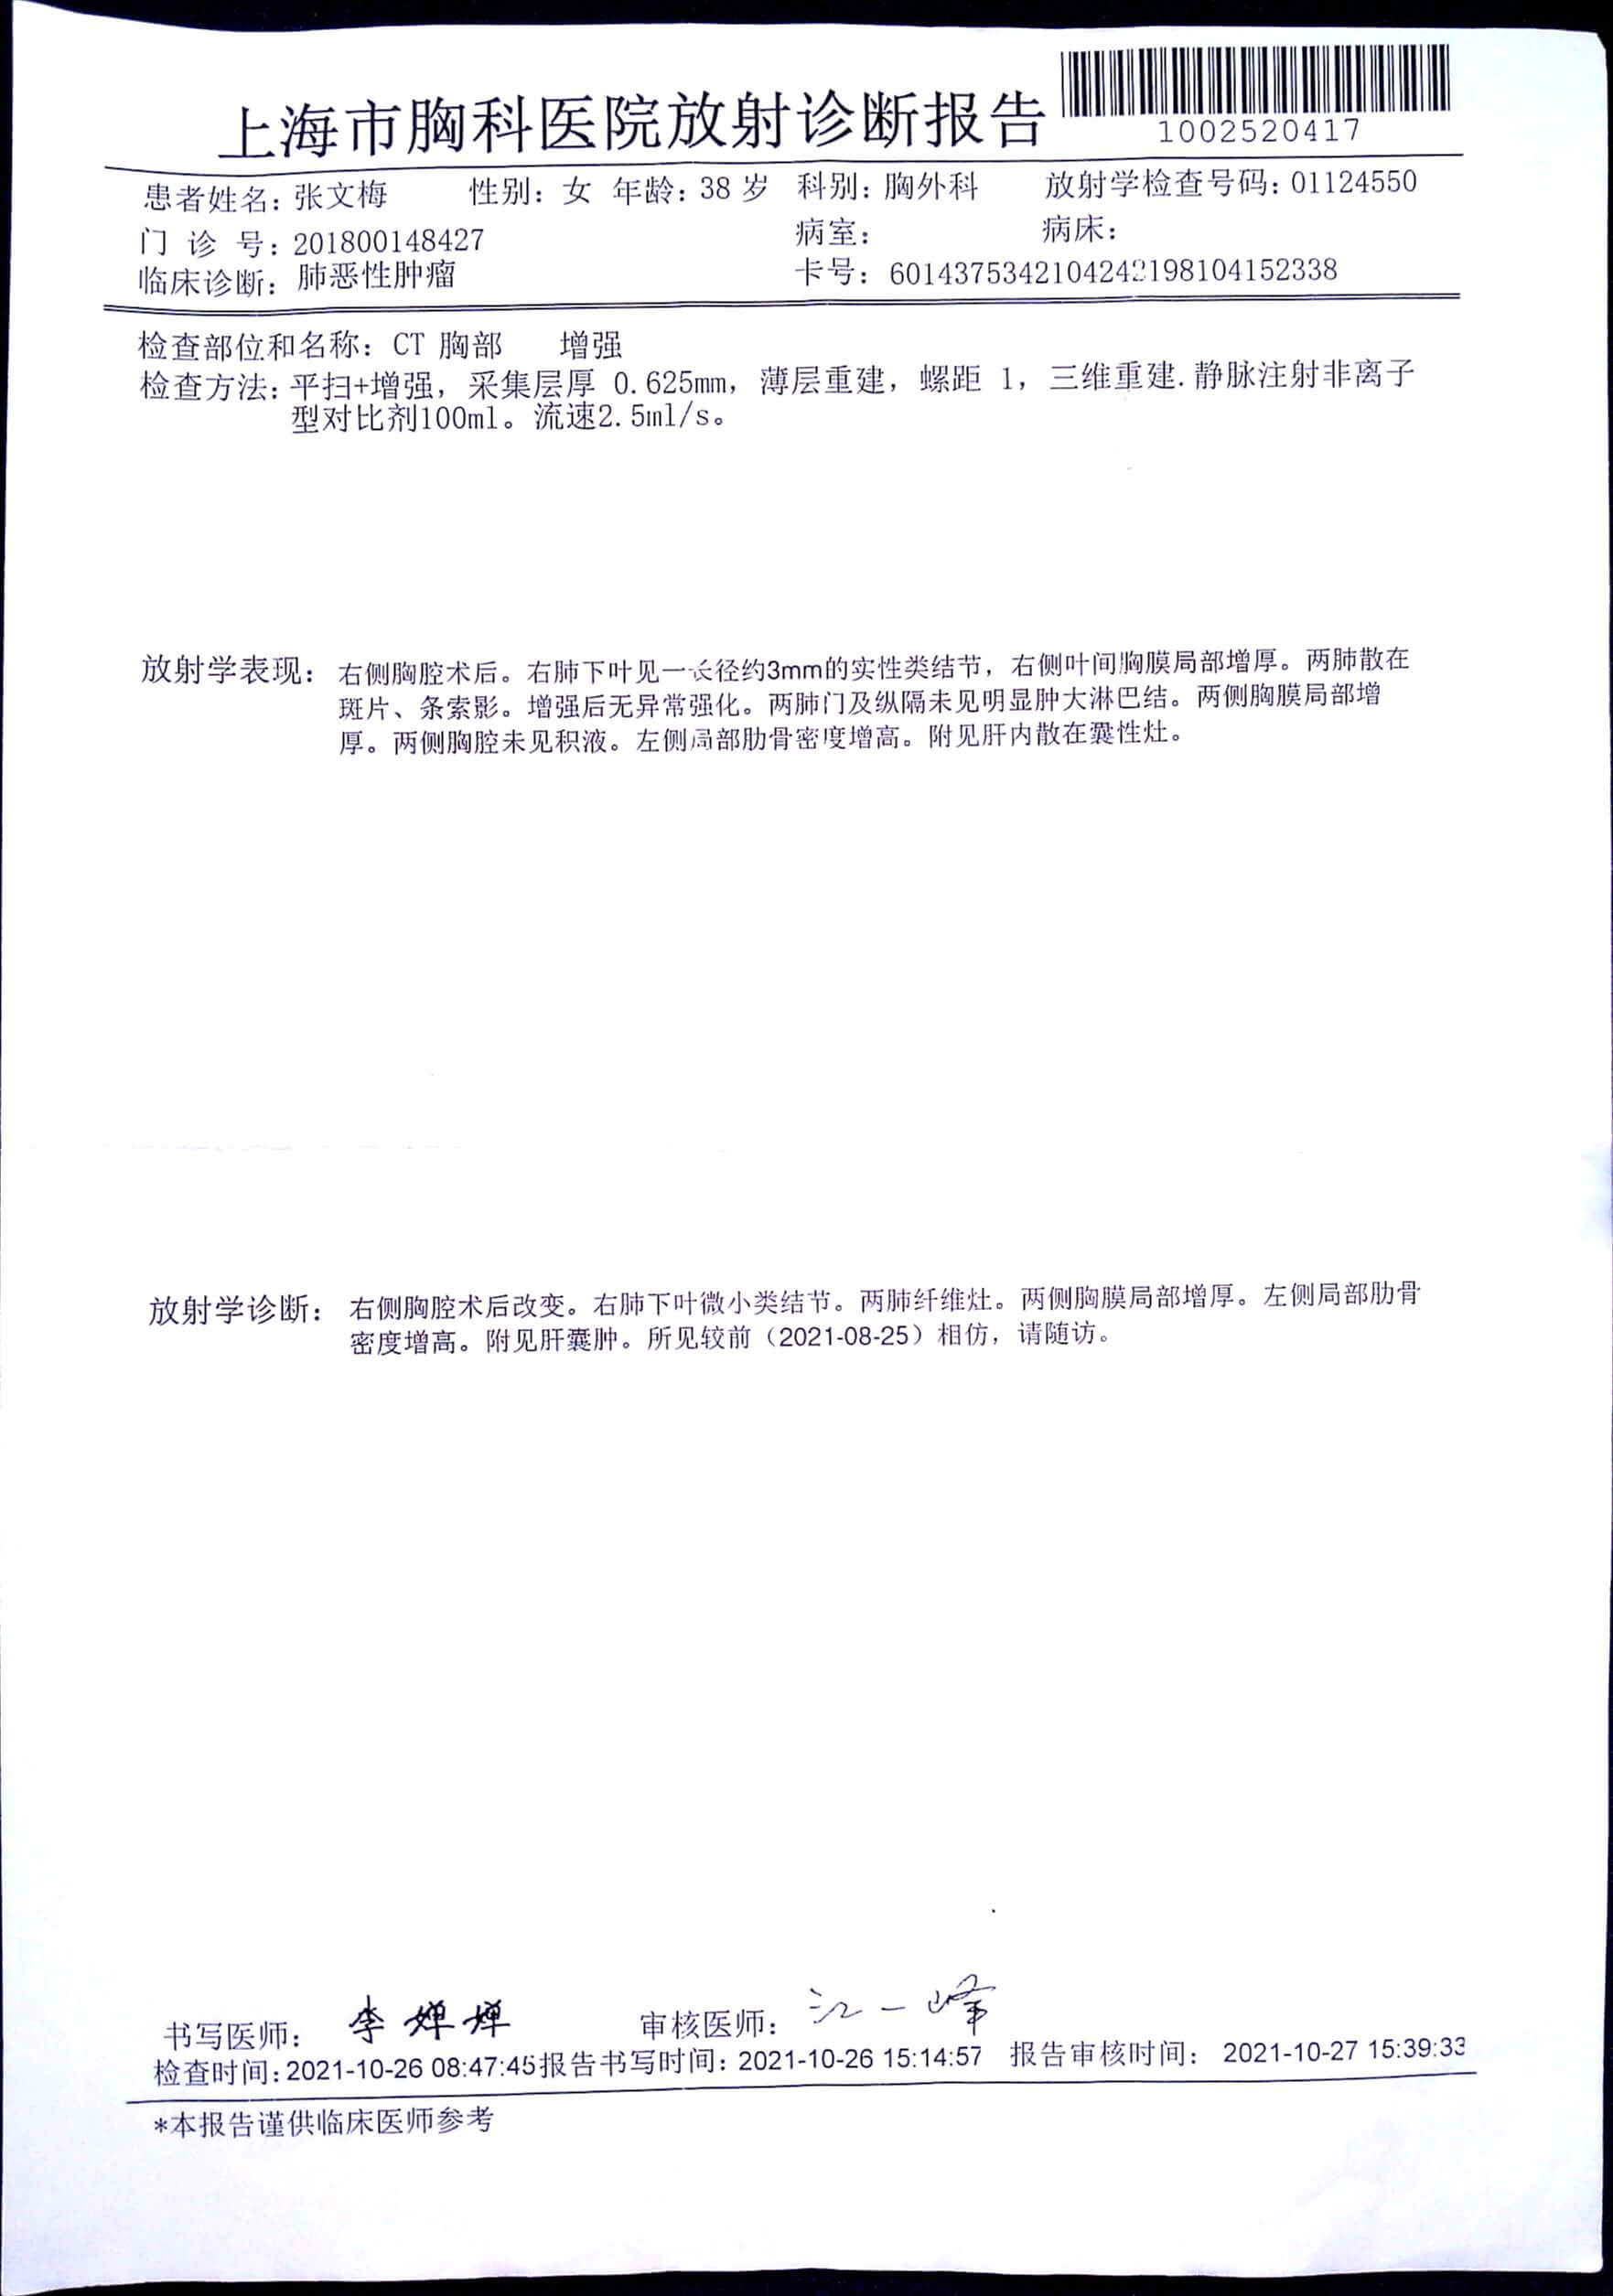 上海市胸科医院放射诊断报告
1002520417
患者姓名：张文梅 性别：女 年龄：38 岁 科别：胸外科 放射学检查号码：01124550
门 诊 号：201800148427 病室： 病床：
临床诊断：肺恶性肿瘤 卡号：601437534210424219810415​2338
检查部位和名称：CT 胸部 增强
检查方法：平扫+增强，采集层厚 0.625mm，薄层重建，螺距 1，三维重建.静脉注射非离子
型对比剂100ml。流速2.5ml/s。
放射学表现：右侧胸腔术后。右肺下叶见一长径约3mm的实性类结节，右侧叶间胸膜局部增厚。两肺散在
斑片、条索影。增强后无异常强化。两肺门及纵隔未见明显肿大淋巴结。两侧胸膜局部增
厚。两侧胸腔未见积液。左侧局部肋骨密度增高。附见肝内散在囊性灶。
放射学诊断：右侧胸腔术后改变。右肺下叶微小类结节。两肺纤维灶。两侧胸膜局部增厚。左侧局部肋骨
密度增高。附见肝囊肿。所见较前（2021-08-25）相仿，请随访。
书写医师：李婵婵 审核医师：江一峰
检查时间：2021-10-26 08:47:45报告书写时间：2021-10-26 15:14:57 报告审核时间： 2021-10-27 15:39:33
*本报告谨供临床医师参考